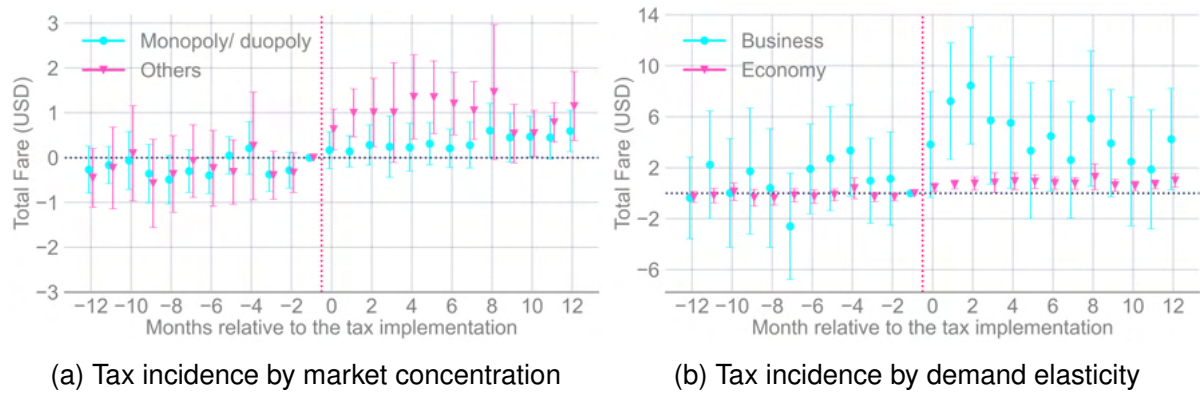 Total Fare (USD)
3
2
1
0
−1
−2
−3
Monopoly/ duopoly
Others
−12 −10 −8 −6 −4 −2 0 2 4 6 8 10 12
Months relative to the tax implementation
(a) Tax incidence by market concentration
Total Fare (USD)
14
10
6
2
−2
−6
Business
Economy
−12 −10 −8 −6 −4 −2 0 2 4 6 8 10 12
Months relative to the tax implementation
(b) Tax incidence by demand elasticity